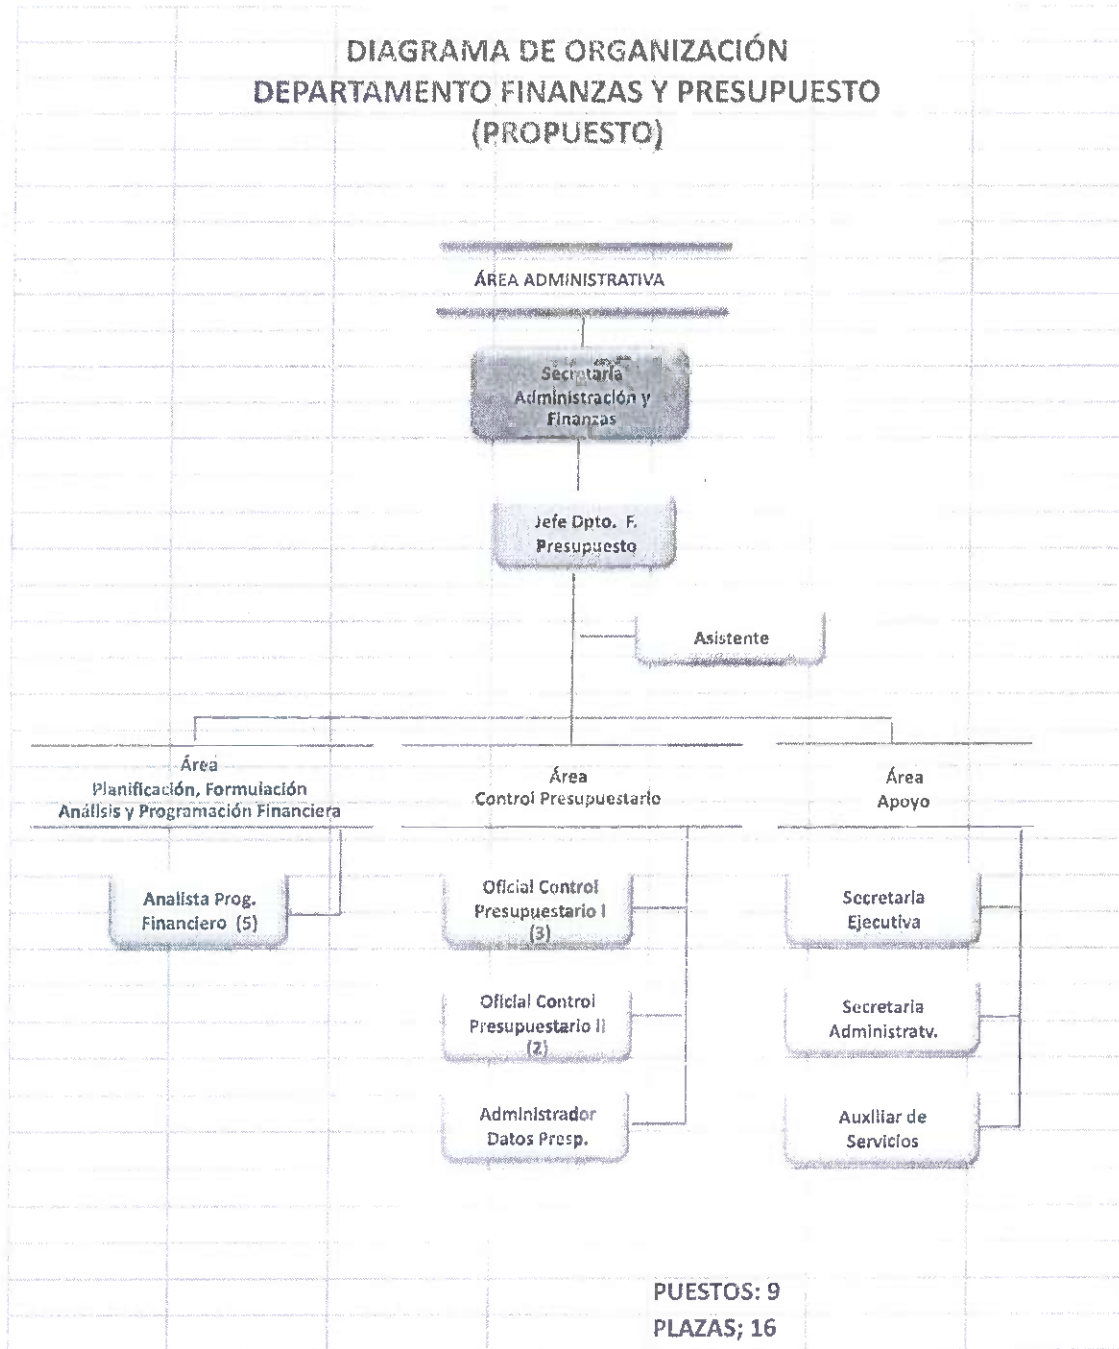 DIAGRAMA DE ORGANIZACIÓN
DEPARTAMENTO FINANZAS Y PRESUPUESTO
(PROPUESTO)
ÁREA ADMINISTRATIVA
Secretaría
Administración y
Finanzas
Jefe Dpto. F.
Presupuesto
Asistente
Área
Planificación, Formulación
Análisis y Programación Financiera
Analista Prog.
Financiero (5)
Área
Control Presupuestario
Oficial Control
Presupuestario I
(3)
Oficial Control
Presupuestario II
(2)
Administrador
Datos Presp.
Área
Apoyo
Secretaria
Ejecutiva
Secretaria
Administratv.
Auxiliar de
Servicios
PUESTOS: 9
PLAZAS; 16